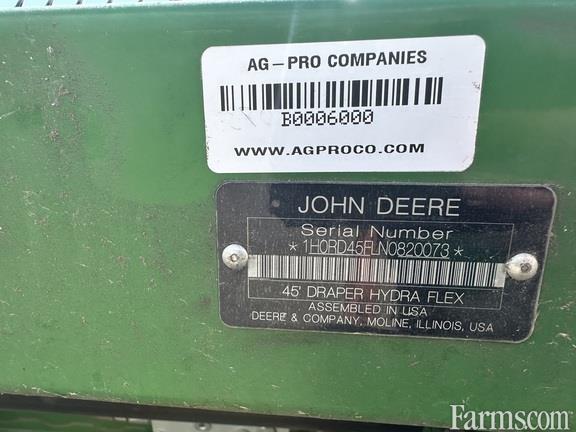 AG-PRO COMPANIES
B0006000
WWW.AGPROCO.COM
JOHN DEERE
Serial Number
*1H0RD45FLN0820073*
45' DRAPER HYDRA FLEX
ASSEMBLED IN USA
DEERE & COMPANY, MOLINE, ILLINOIS, USA
Farms.com